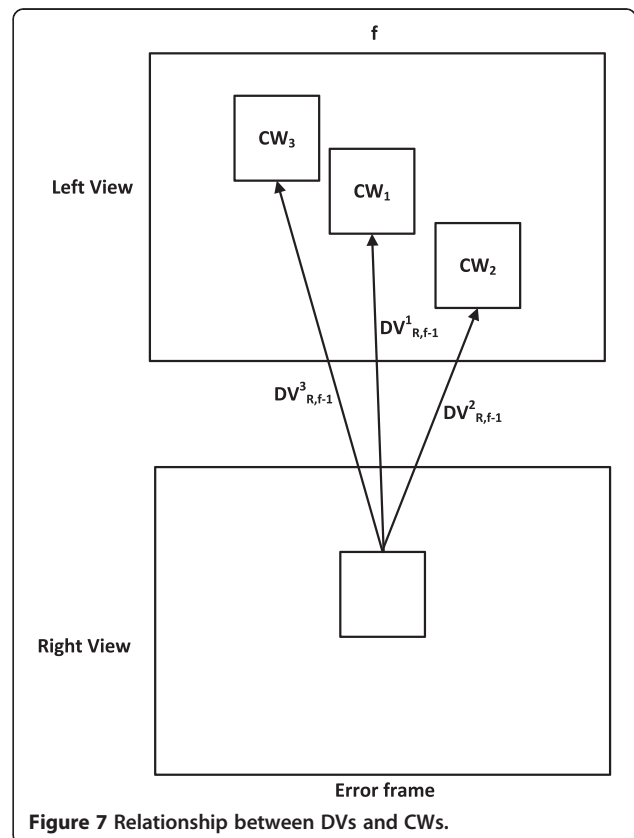 f
Left View
CW₃
CW₁
CW₂
DV¹R,f-1
DV³R,f-1
DV²R,f-1
Right View
Error frame
Figure 7 Relationship between DVs and CWs.